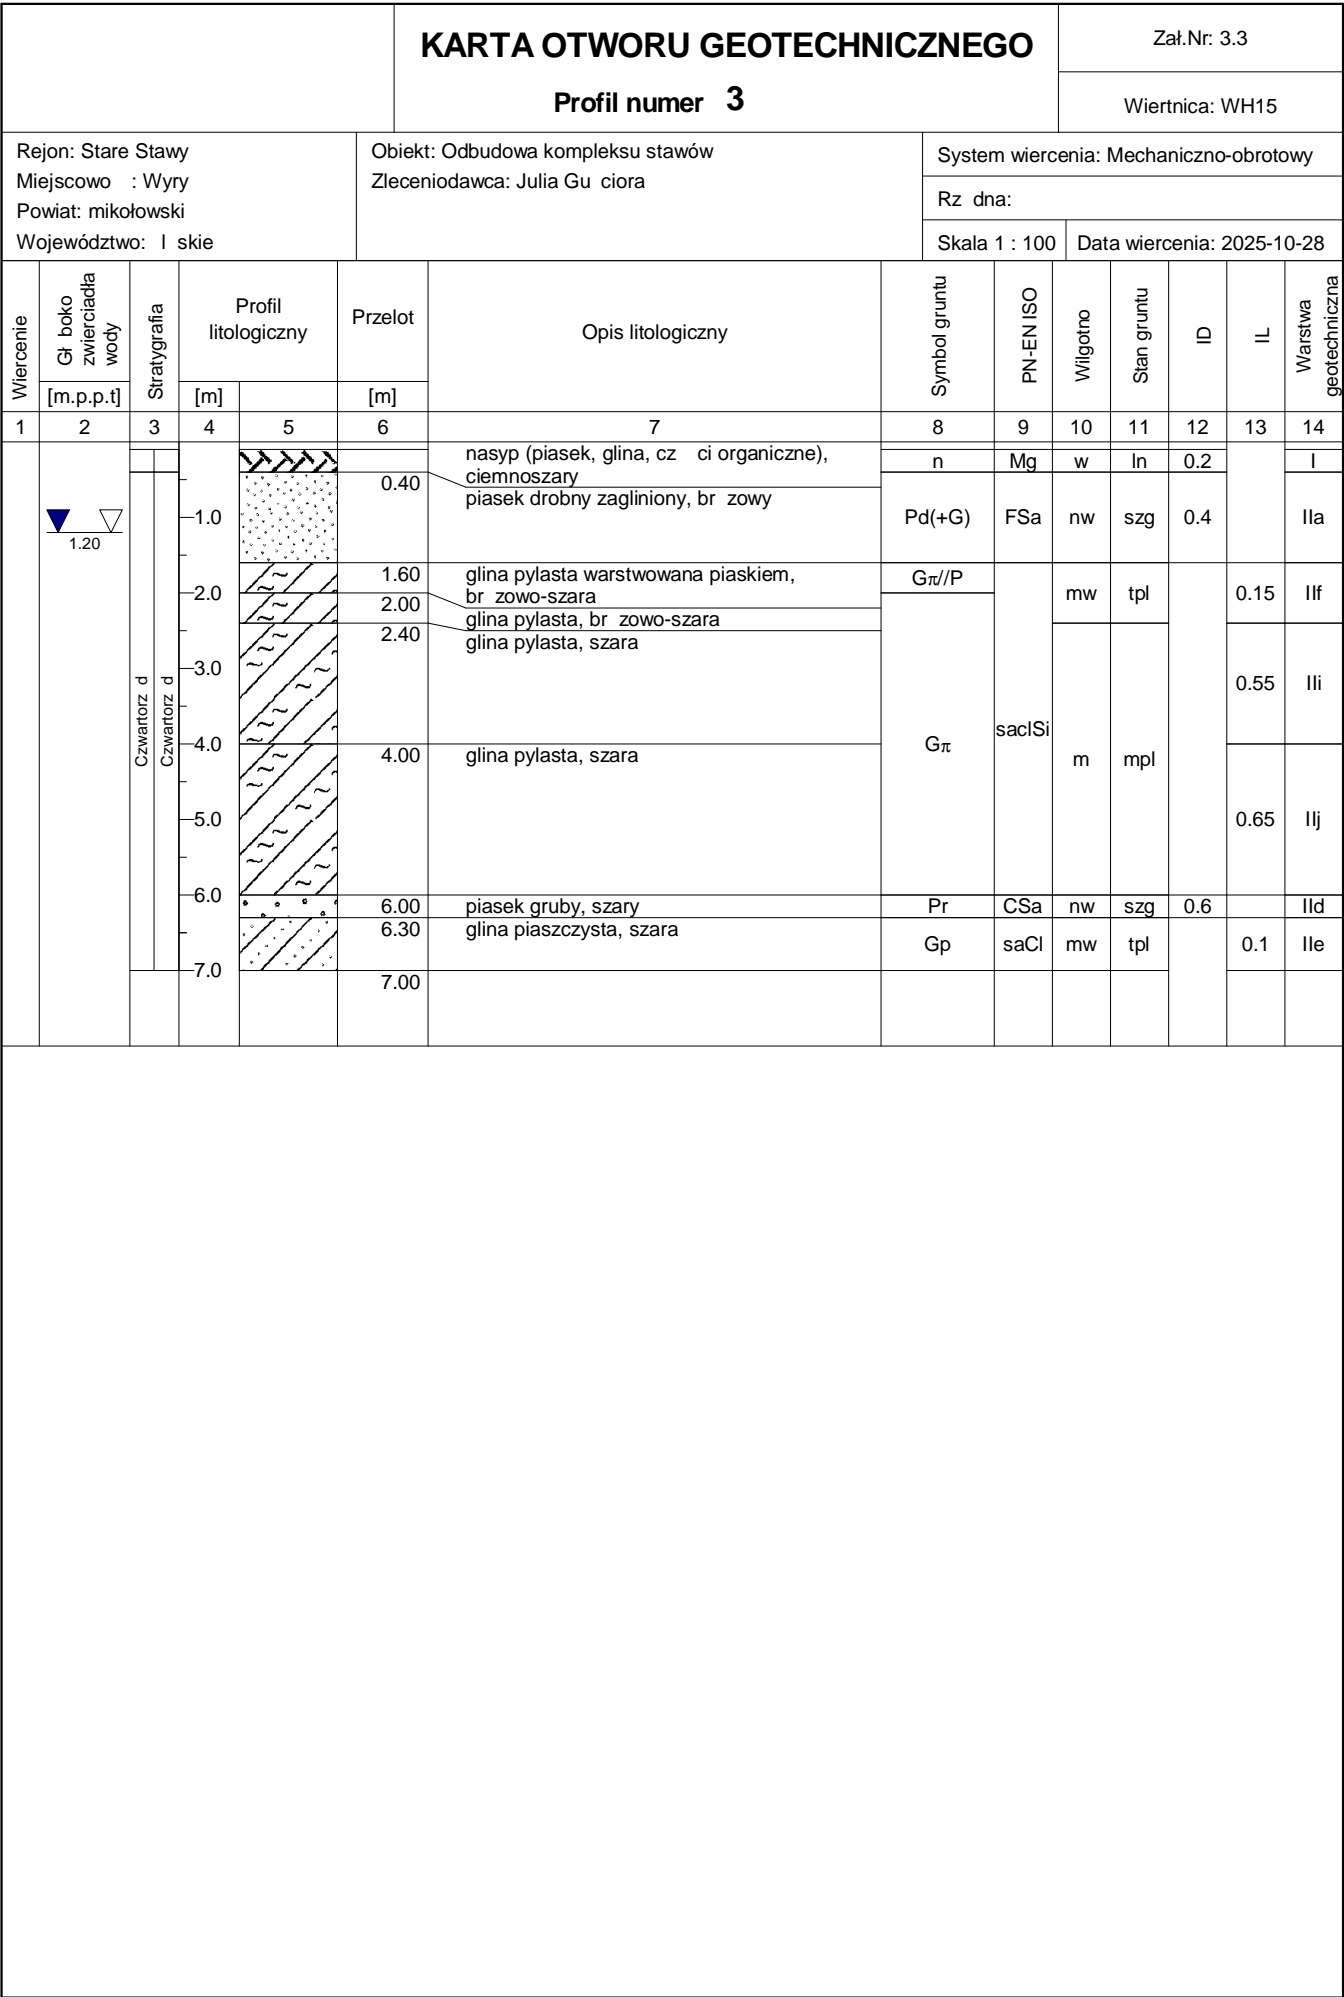 KARTA OTWORU GEOTECHNICZNEGO
Profil numer 3
Zał.Nr: 3.3
Wiertnica: WH15
Rejon: Stare Stawy
Miejscowo : Wyry
Powiat: mikołowski
Województwo: l skie
Obiekt: Odbudowa kompleksu stawów
Zleceniodawca: Julia Gu ciora
System wiercenia: Mechaniczno-obrotowy
Rz dna:
Skala 1 : 100 Data wiercenia: 2025-10-28
Wiercenie
Gł boko
zwierciadła
wody
[m.p.p.t]
Stratygrafia
Profil
litologiczny
[m]
Przelot
[m]
Opis litologiczny
Symbol gruntu
PN-EN ISO
Wilgotno
Stan gruntu
ID
IL
Warstwa
geotechniczna
1 2 3 4 5 6 7 8 9 10 11 12 13 14
nasyp (piasek, glina, cz ci organiczne),
ciemnoszary
n Mg w ln 0.2 I
0.40
piasek drobny zagliniony, br zowy
1.0
1.20
Pd(+G) FSa nw szg 0.4 IIa
1.60 glina pylasta warstwowana piaskiem,
br zowo-szara
Gπ//P
2.0
2.00
glina pylasta, br zowo-szara
mw tpl 0.15 IIf
2.40
glina pylasta, szara
3.0
0.55 IIi
Czwartorz d
Czwartorz d
4.0
4.00 glina pylasta, szara
Gπ saclSi m mpl
5.0
0.65 IIj
6.0
6.00 piasek gruby, szary Pr CSa nw szg 0.6 IId
6.30 glina piaszczysta, szara
Gp saCl mw tpl 0.1 IIe
7.0
7.00